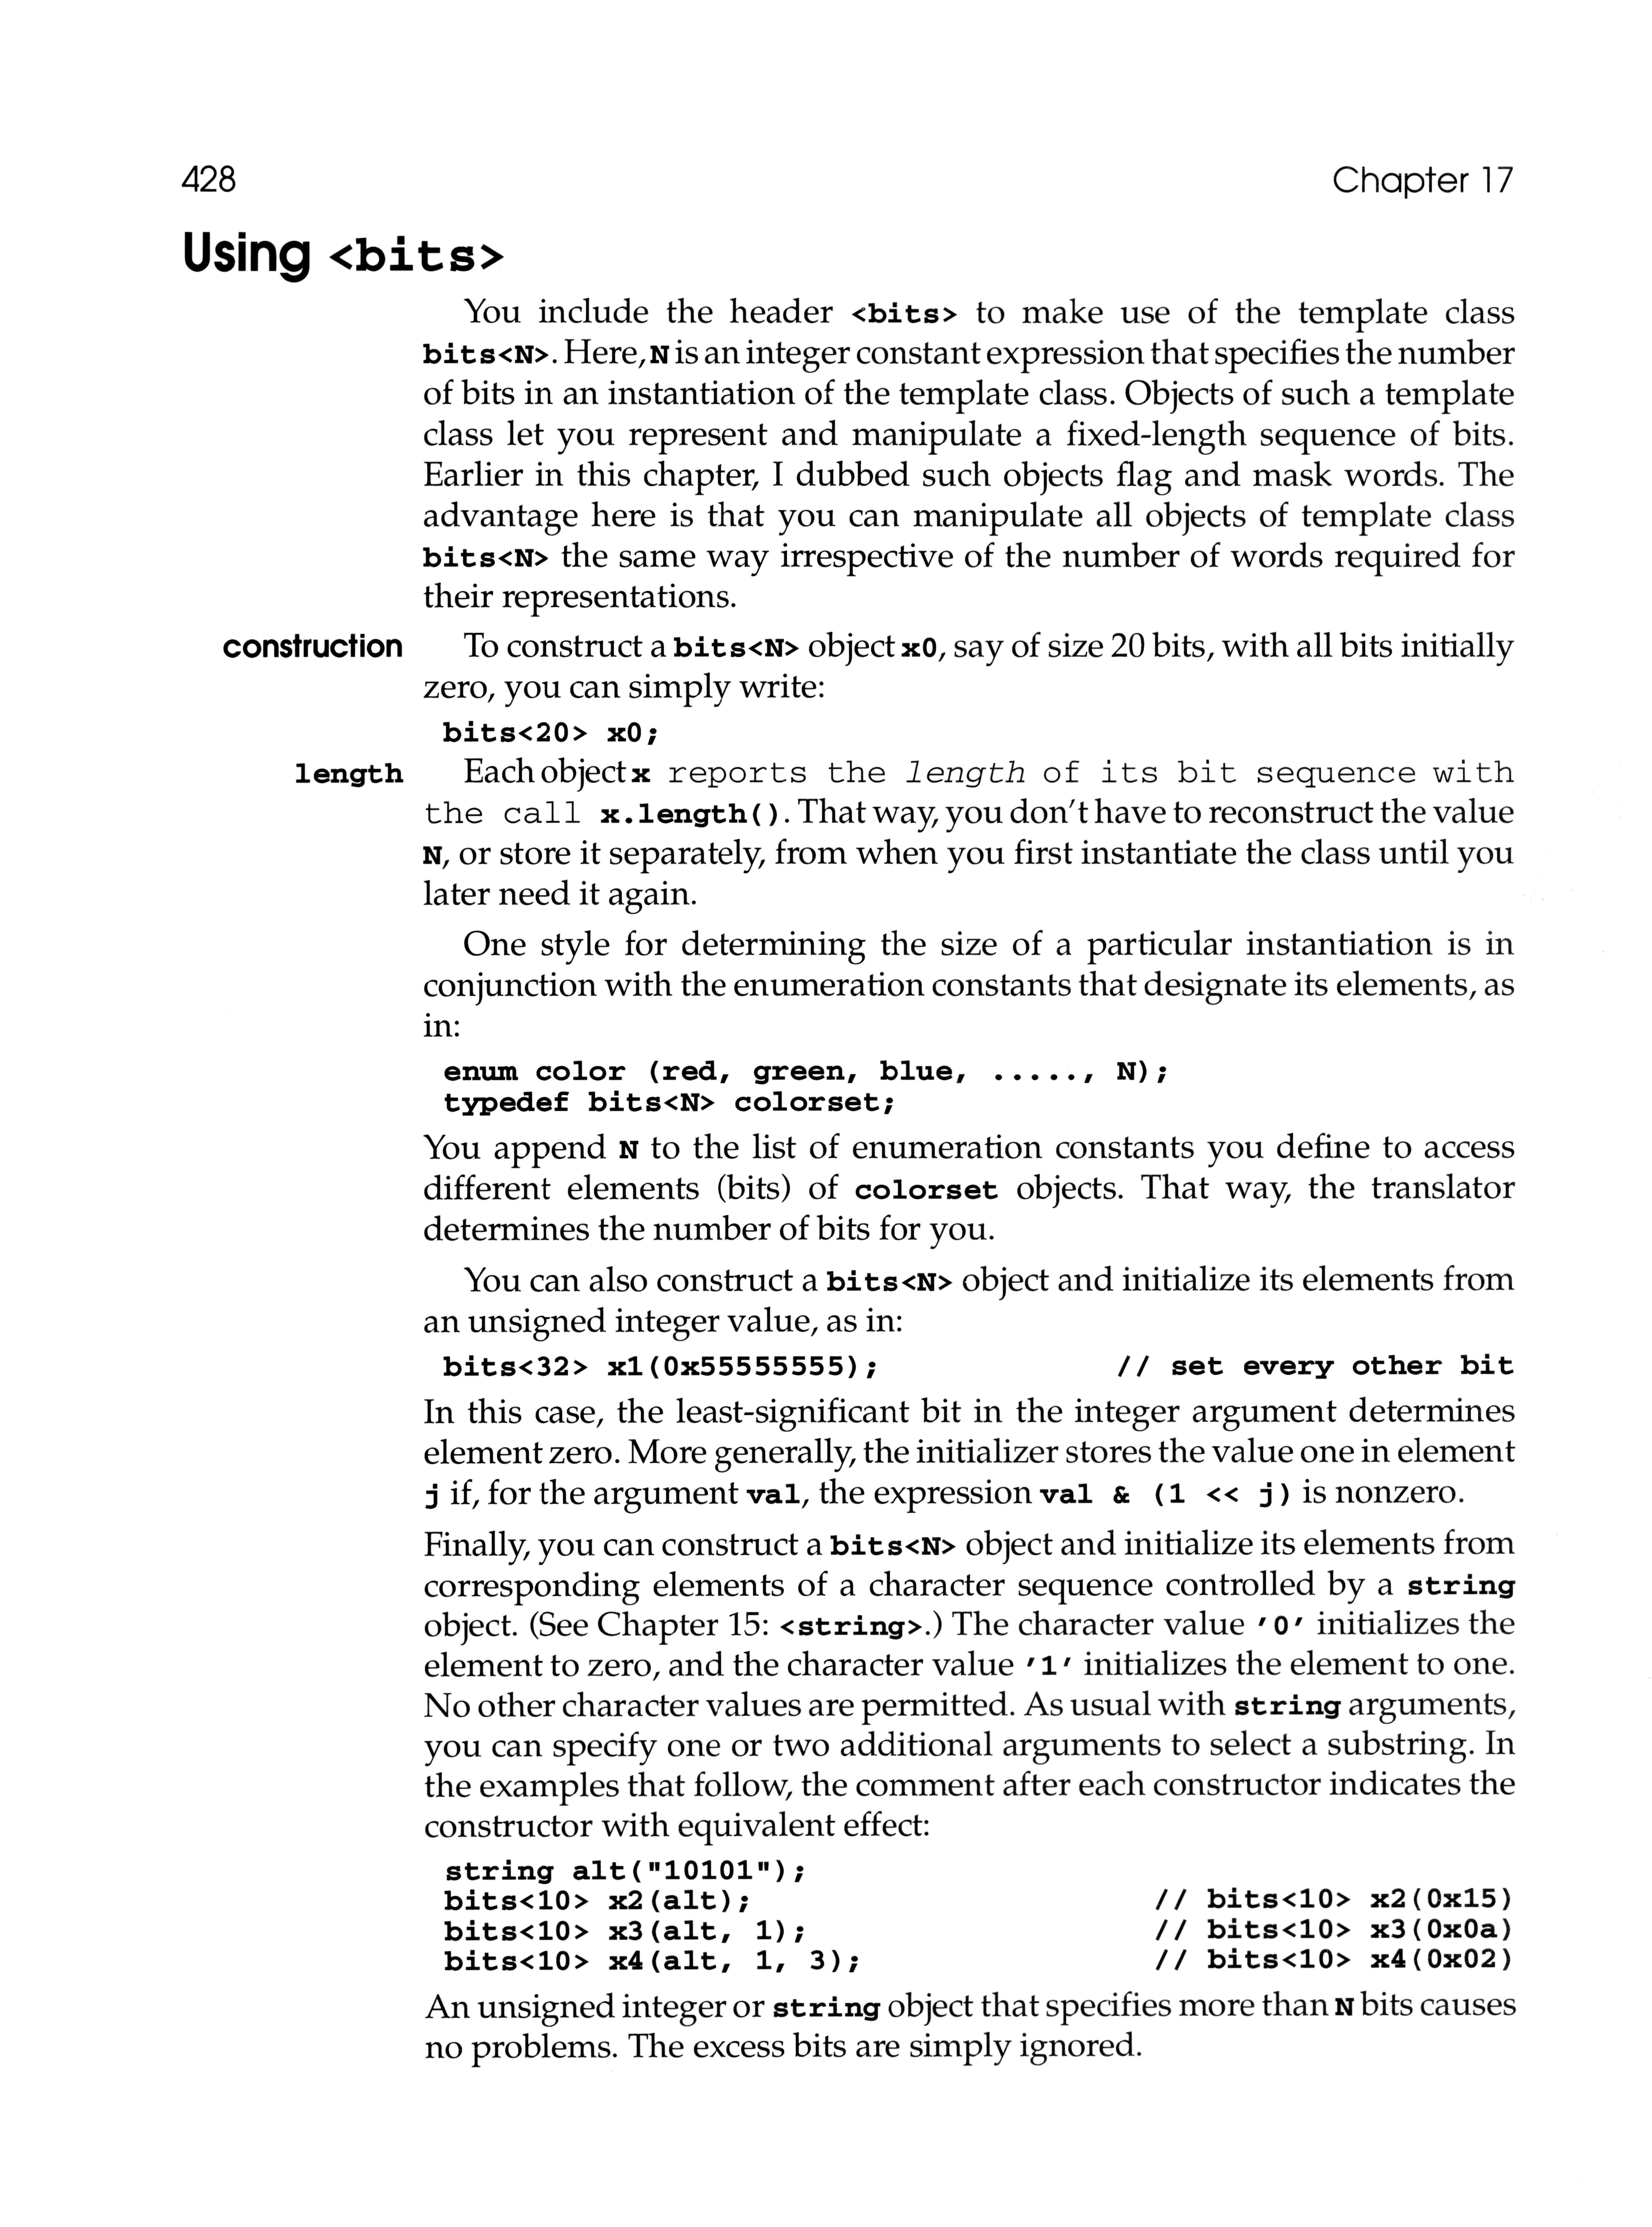 428
Chapter 17
Using <bits>
You include the header <bits> to make use of the template class
bits<N>. Here, N is an integer constant expression that specifies the number
of bits in an instantiation of the template class. Objects of such a template
class let you represent and manipulate a fixed-length sequence of bits.
Earlier in this chapter, I dubbed such objects flag and mask words. The
advantage here is that you can manipulate all objects of template class
bits<N> the same way irrespective of the number of words required for
their representations.
construction To construct a bits<N> object x0, say of size 20 bits, with all bits initially
zero, you can simply write:
bits<20> x0;
length Each object x reports the length of its bit sequence with
the call x.length(). That way, you don't have to reconstruct the value
N, or store it separately, from when you first instantiate the class until you
later need it again.
One style for determining the size of a particular instantiation is in
conjunction with the enumeration constants that designate its elements, as
in:
enum color (red, green, blue, ....., N);
typedef bits<N> colorset;
You append N to the list of enumeration constants you define to access
different elements (bits) of colorset objects. That way, the translator
determines the number of bits for you.
You can also construct a bits<N> object and initialize its elements from
an unsigned integer value, as in:
bits<32> x1(0x55555555); // set every other bit
In this case, the least-significant bit in the integer argument determines
element zero. More generally, the initializer stores the value one in element
j if, for the argument val, the expression val & (1 << j) is nonzero.
Finally, you can construct a bits<N> object and initialize its elements from
corresponding elements of a character sequence controlled by a string
object. (See Chapter 15: <string>.) The character value '0' initializes the
element to zero, and the character value '1' initializes the element to one.
No other character values are permitted. As usual with string arguments,
you can specify one or two additional arguments to select a substring. In
the examples that follow, the comment after each constructor indicates the
constructor with equivalent effect:
string alt("10101");
bits<10> x2(alt); // bits<10> x2(0x15)
bits<10> x3(alt, 1); // bits<10> x3(0x0a)
bits<10> x4(alt, 1, 3); // bits<10> x4(0x02)
An unsigned integer or string object that specifies more than N bits causes
no problems. The excess bits are simply ignored.